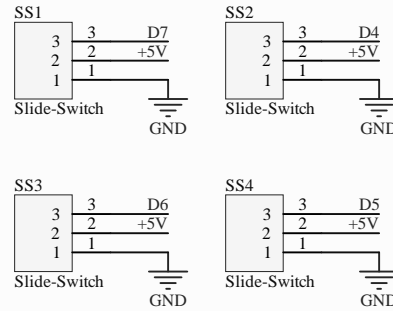 SS1
3 3 D7
2 2 +5V
1 1
Slide-Switch
GND
SS2
3 3 D4
2 2 +5V
1 1
Slide-Switch
GND
SS3
3 3 D6
2 2 +5V
1 1
Slide-Switch
GND
SS4
3 3 D5
2 2 +5V
1 1
Slide-Switch
GND